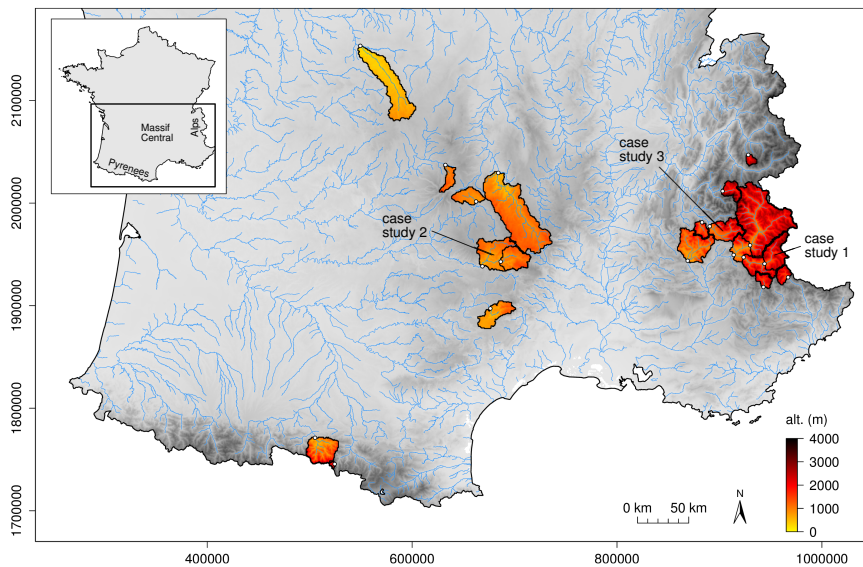 Massif
Central
Alps
Pyrenees
case
study 3
case
study 2
case
study 1
alt. (m)
4000
3000
2000
1000
0
0 km
50 km
N
2100000
2000000
1900000
1800000
1700000
400000
600000
800000
1000000